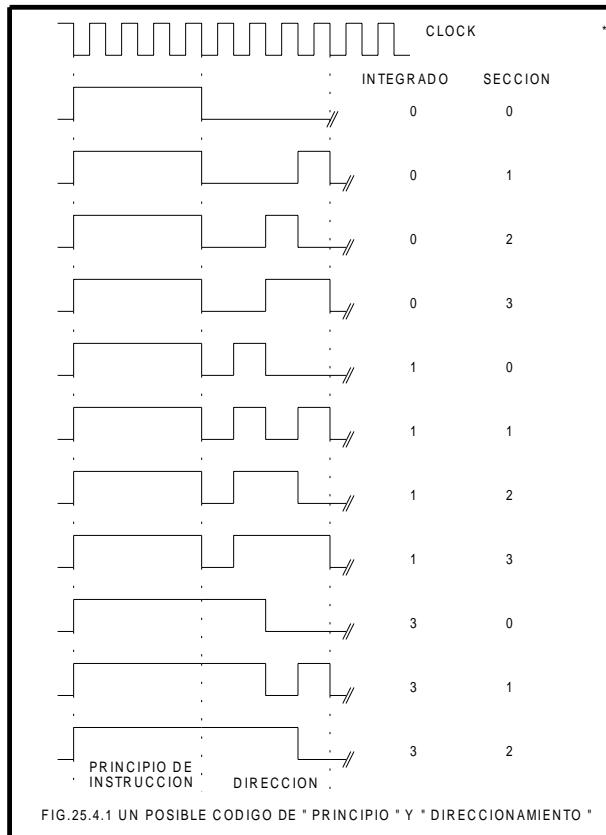 CLOCK *
INTEGRADO SECCION
0 0
0 1
0 2
0 3
1 0
1 1
1 2
1 3
3 0
3 1
3 2
PRINCIPIO DE
INSTRUCCION DIRECCION
FIG.25.4.1 UN POSIBLE CODIGO DE " PRINCIPIO " Y " DIRECCIONAMIENTO "